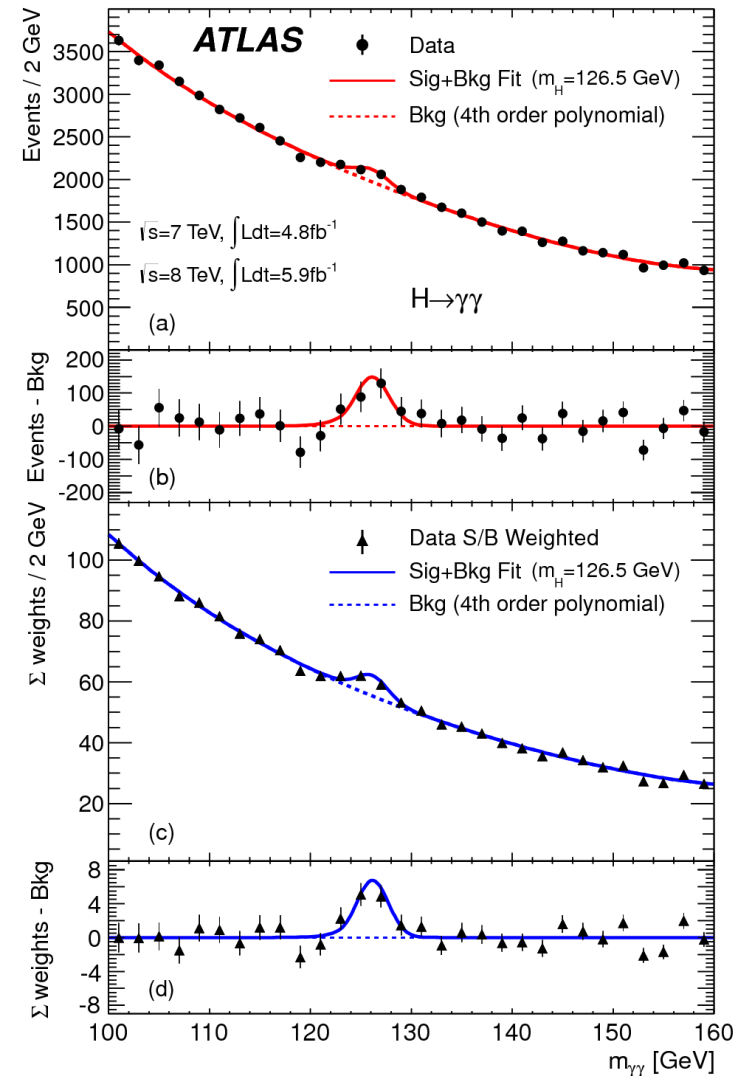 ATLAS
Data
Sig+Bkg Fit (m_H=126.5 GeV)
Bkg (4th order polynomial)
Events / 2 GeV
3500
3000
2500
2000
1500
1000
500
√s=7 TeV, ∫Ldt=4.8fb⁻¹
√s=8 TeV, ∫Ldt=5.9fb⁻¹
H→γγ
(a)
Events - Bkg
200
100
0
-100
-200
(b)
Σ weights / 2 GeV
100
80
60
40
20
Data S/B Weighted
Sig+Bkg Fit (m_H=126.5 GeV)
Bkg (4th order polynomial)
(c)
Σ weights - Bkg
8
4
0
-4
-8
(d)
100 110 120 130 140 150 160
m_γγ [GeV]